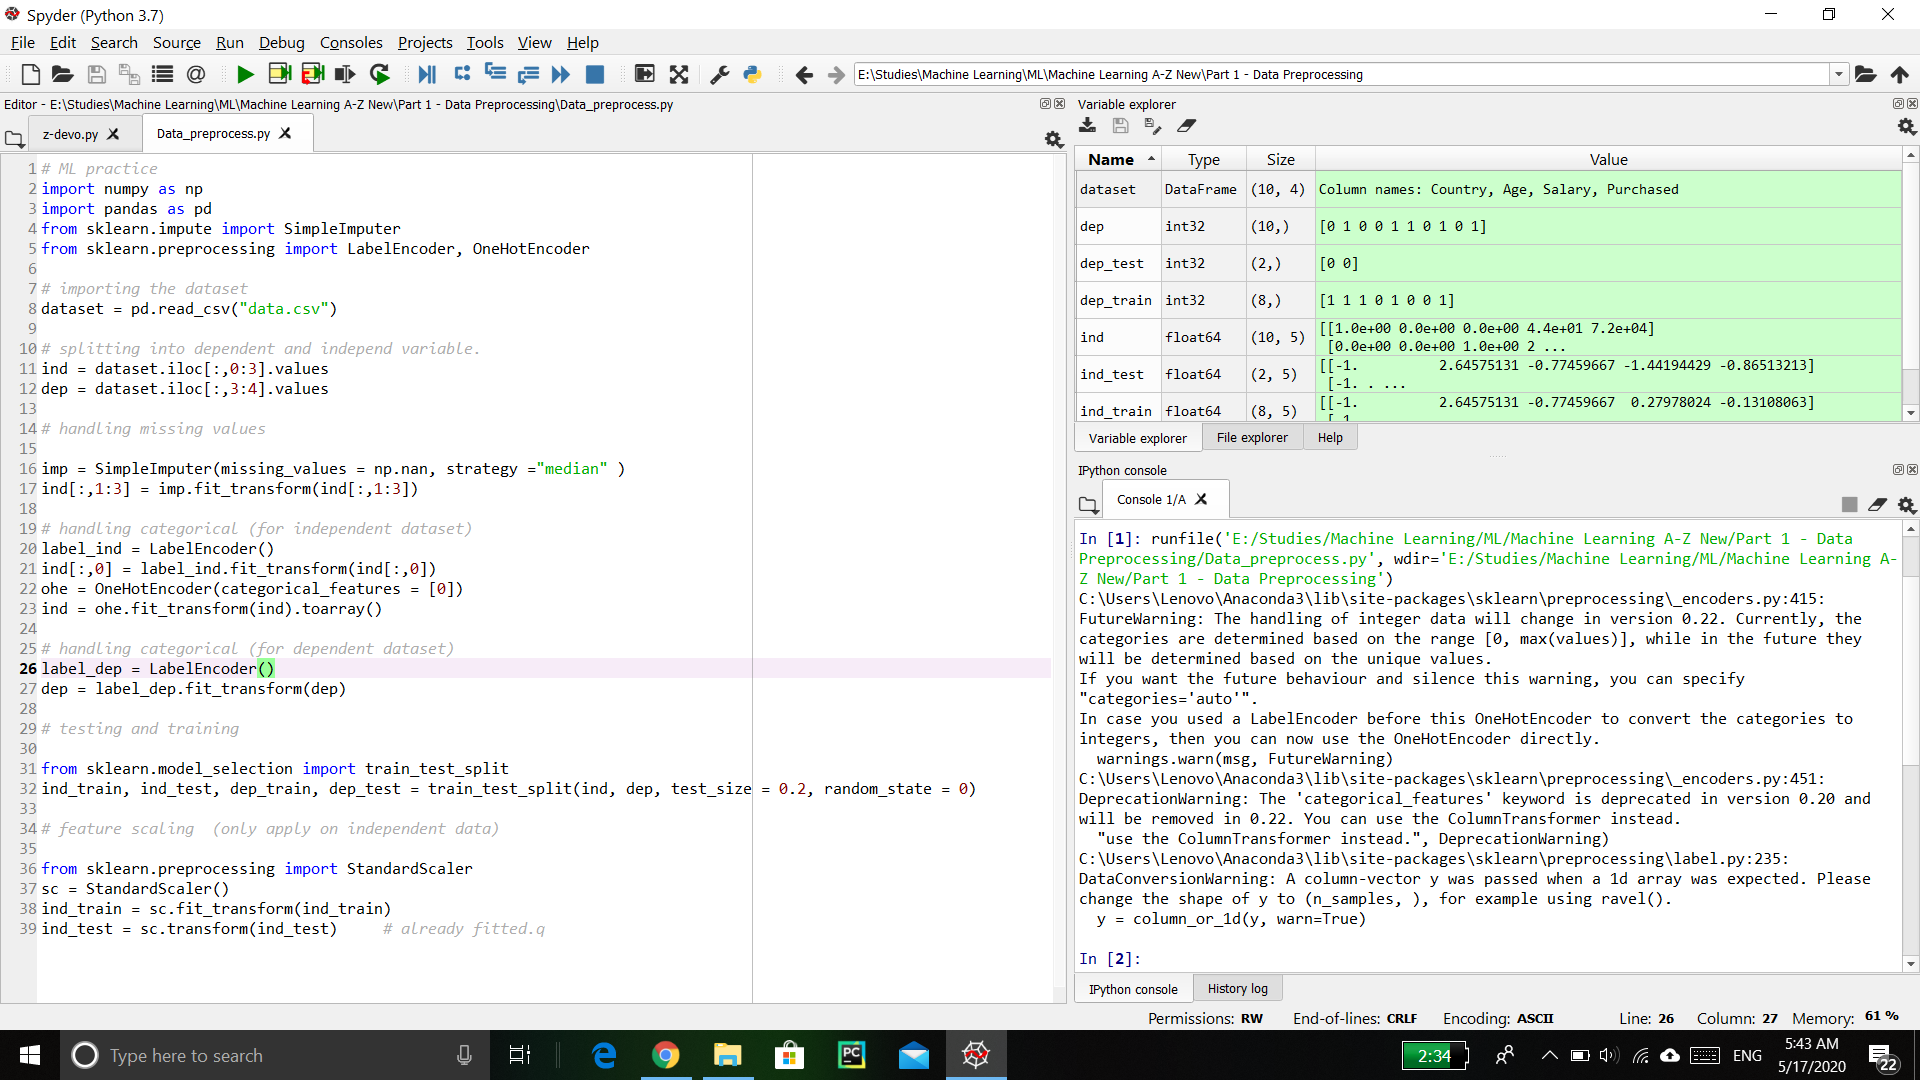 Spyder (Python 3.7)
File Edit Search Source Run Debug Consoles Projects Tools View Help
E:\Studies\Machine Learning\ML\Machine Learning A-Z New\Part 1 - Data Preprocessing
Editor - E:\Studies\Machine Learning\ML\Machine Learning A-Z New\Part 1 - Data Preprocessing\Data_preprocess.py
z-devo.py Data_preprocess.py
1 # ML practice
2 import numpy as np
3 import pandas as pd
4 from sklearn.impute import SimpleImputer
5 from sklearn.preprocessing import LabelEncoder, OneHotEncoder
6
7 # importing the dataset
8 dataset = pd.read_csv("data.csv")
9
10 # splitting into dependent and independ variable.
11 ind = dataset.iloc[:,0:3].values
12 dep = dataset.iloc[:,3:4].values
13
14 # handling missing values
15
16 imp = SimpleImputer(missing_values = np.nan, strategy ="median" )
17 ind[:,1:3] = imp.fit_transform(ind[:,1:3])
18
19 # handling categorical (for independent dataset)
20 label_ind = LabelEncoder()
21 ind[:,0] = label_ind.fit_transform(ind[:,0])
22 ohe = OneHotEncoder(categorical_features = [0])
23 ind = ohe.fit_transform(ind).toarray()
24
25 # handling categorical (for dependent dataset)
26 label_dep = LabelEncoder()
27 dep = label_dep.fit_transform(dep)
28
29 # testing and training
30
31 from sklearn.model_selection import train_test_split
32 ind_train, ind_test, dep_train, dep_test = train_test_split(ind, dep, test_size = 0.2, random_state = 0)
33
34 # feature scaling  (only apply on independent data)
35
36 from sklearn.preprocessing import StandardScaler
37 sc = StandardScaler()
38 ind_train = sc.fit_transform(ind_train)
39 ind_test = sc.transform(ind_test)     # already fitted.q
Variable explorer
Name Type Size Value
dataset DataFrame (10, 4) Column names: Country, Age, Salary, Purchased
dep int32 (10,) [0 1 0 0 1 1 0 1 0 1]
dep_test int32 (2,) [0 0]
dep_train int32 (8,) [1 1 1 0 1 0 0 1]
ind float64 (10, 5) [[1.0e+00 0.0e+00 0.0e+00 4.4e+01 7.2e+04]
[0.0e+00 0.0e+00 1.0e+00 2 ...
ind_test float64 (2, 5) [[-1. 2.64575131 -0.77459667 -1.44194429 -0.86513213]
[-1. . ...
ind_train float64 (8, 5) [[-1. 2.64575131 -0.77459667 0.27978024 -0.13108063]
Variable explorer File explorer Help
IPython console
Console 1/A
In [1]: runfile('E:/Studies/Machine Learning/ML/Machine Learning A-Z New/Part 1 - Data
Preprocessing/Data_preprocess.py', wdir='E:/Studies/Machine Learning/ML/Machine Learning A-
Z New/Part 1 - Data Preprocessing')
C:\Users\Lenovo\Anaconda3\lib\site-packages\sklearn\preprocessing\_encoders.py:415:
FutureWarning: The handling of integer data will change in version 0.22. Currently, the
categories are determined based on the range [0, max(values)], while in the future they
will be determined based on the unique values.
If you want the future behaviour and silence this warning, you can specify
"categories='auto'".
In case you used a LabelEncoder before this OneHotEncoder to convert the categories to
integers, then you can now use the OneHotEncoder directly.
warnings.warn(msg, FutureWarning)
C:\Users\Lenovo\Anaconda3\lib\site-packages\sklearn\preprocessing\_encoders.py:451:
DeprecationWarning: The 'categorical_features' keyword is deprecated in version 0.20 and
will be removed in 0.22. You can use the ColumnTransformer instead.
"use the ColumnTransformer instead.", DeprecationWarning)
C:\Users\Lenovo\Anaconda3\lib\site-packages\sklearn\preprocessing\label.py:235:
DataConversionWarning: A column-vector y was passed when a 1d array was expected. Please
change the shape of y to (n_samples, ), for example using ravel().
y = column_or_1d(y, warn=True)
In [2]:
IPython console History log
Permissions: RW End-of-lines: CRLF Encoding: ASCII Line: 26 Column: 27 Memory: 61 %
Type here to search
PC
2:34
ENG
5:43 AM
5/17/2020
22